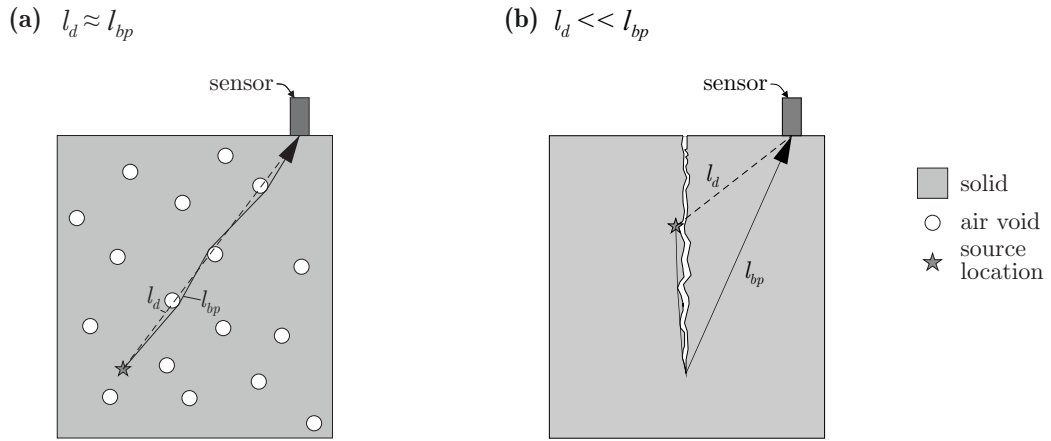 (a) l_d ≈ l_bp
(b) l_d << l_bp
sensor
l_d
l_bp
sensor
l_d
l_bp
solid
air void
source
location